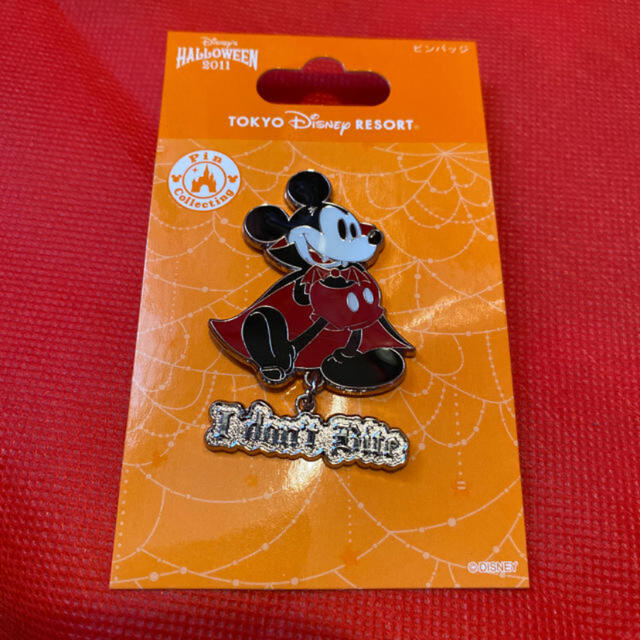 Disney's
HALLOWEEN
2011
ピンバッジ
TOKYO Disney RESORT®
Pin
Collecting
I don't Bite
©DISNEY